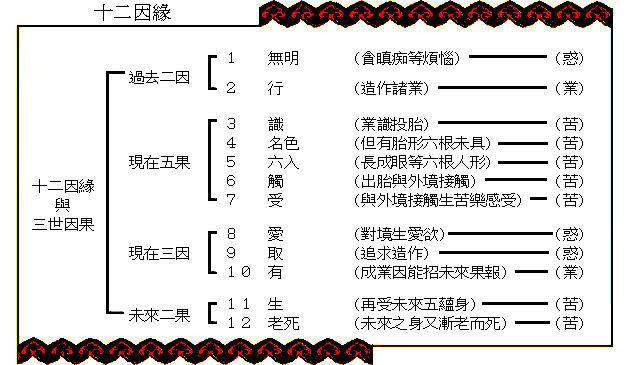 十二因緣
十二因緣
與
三世因果
過去二因
1 無明 (貪瞋痴等煩惱) (惑)
2 行 (造作諸業) (業)
現在五果
3 識 (業識投胎) (苦)
4 名色 (但有胎形六根未具) (苦)
5 六入 (長成眼等六根人形) (苦)
6 觸 (出胎與外境接觸) (苦)
7 受 (與外境接觸生苦樂感受) (苦)
現在三因
8 愛 (對境生愛欲) (惑)
9 取 (追求造作) (惑)
10 有 (成業因能招未來果報) (業)
未來二果
11 生 (再受未來五蘊身) (苦)
12 老死 (未來之身又漸老而死) (苦)